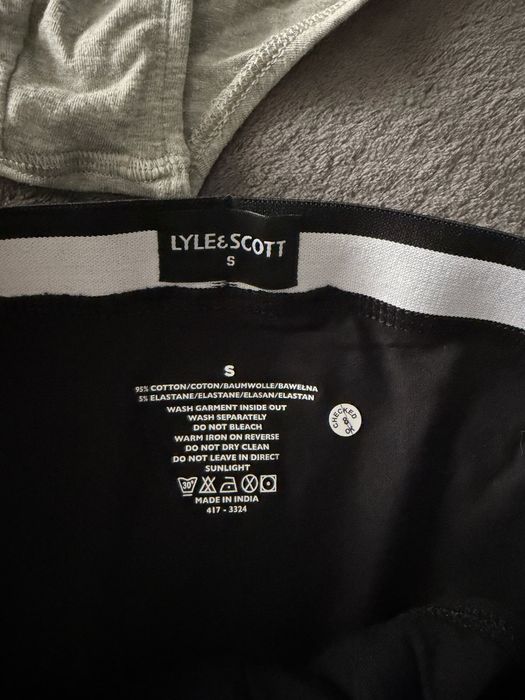 LYLE & SCOTT
S
S
95% COTTON/COTON/BAUMWOLLE/BAWEŁNA
5% ELASTANE/ELASTANE/ELASAN/ELASTAN
WASH GARMENT INSIDE OUT
WASH SEPARATELY
DO NOT BLEACH
WARM IRON ON REVERSE
DO NOT DRY CLEAN
DO NOT LEAVE IN DIRECT
SUNLIGHT
30°
MADE IN INDIA
417 - 3324
CHECKED
& OK